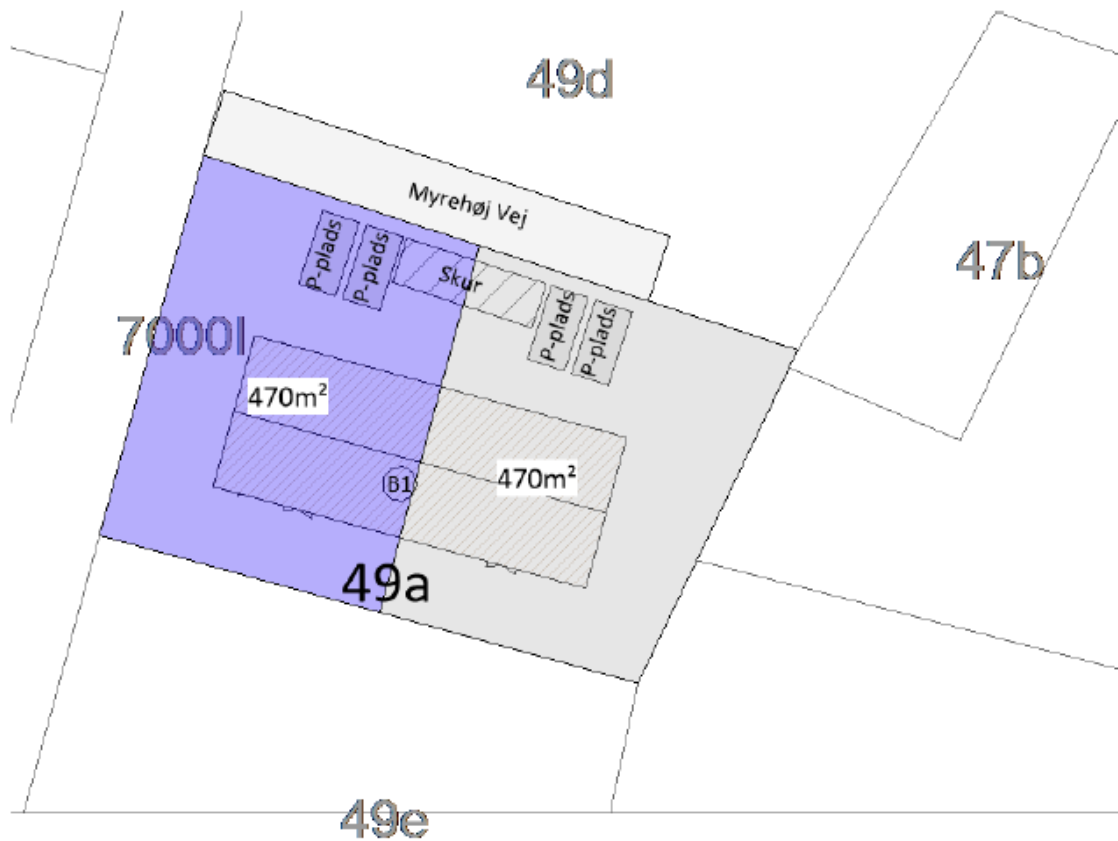 49d
Myrehøj Vej
47b
P-plads
P-plads
Skur
P-plads
P-plads
7000l
470m²
470m²
B1
49a
49e